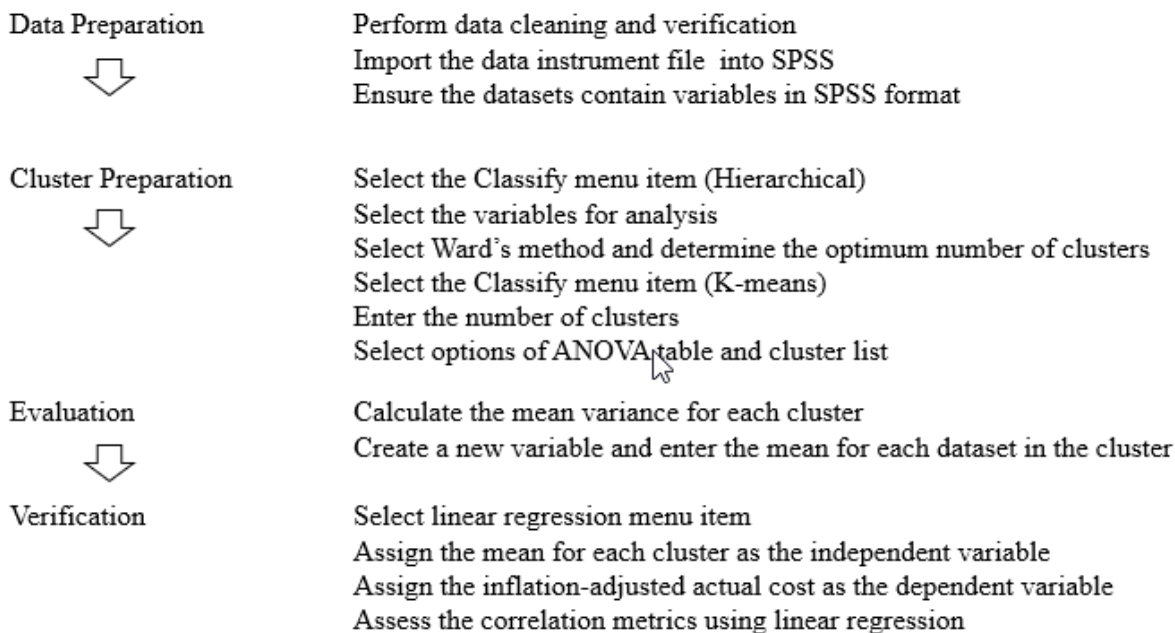 Data Preparation Perform data cleaning and verification
Import the data instrument file into SPSS
Ensure the datasets contain variables in SPSS format
Cluster Preparation Select the Classify menu item (Hierarchical)
Select the variables for analysis
Select Ward's method and determine the optimum number of clusters
Select the Classify menu item (K-means)
Enter the number of clusters
Select options of ANOVA table and cluster list
Evaluation Calculate the mean variance for each cluster
Create a new variable and enter the mean for each dataset in the cluster
Verification Select linear regression menu item
Assign the mean for each cluster as the independent variable
Assign the inflation-adjusted actual cost as the dependent variable
Assess the correlation metrics using linear regression